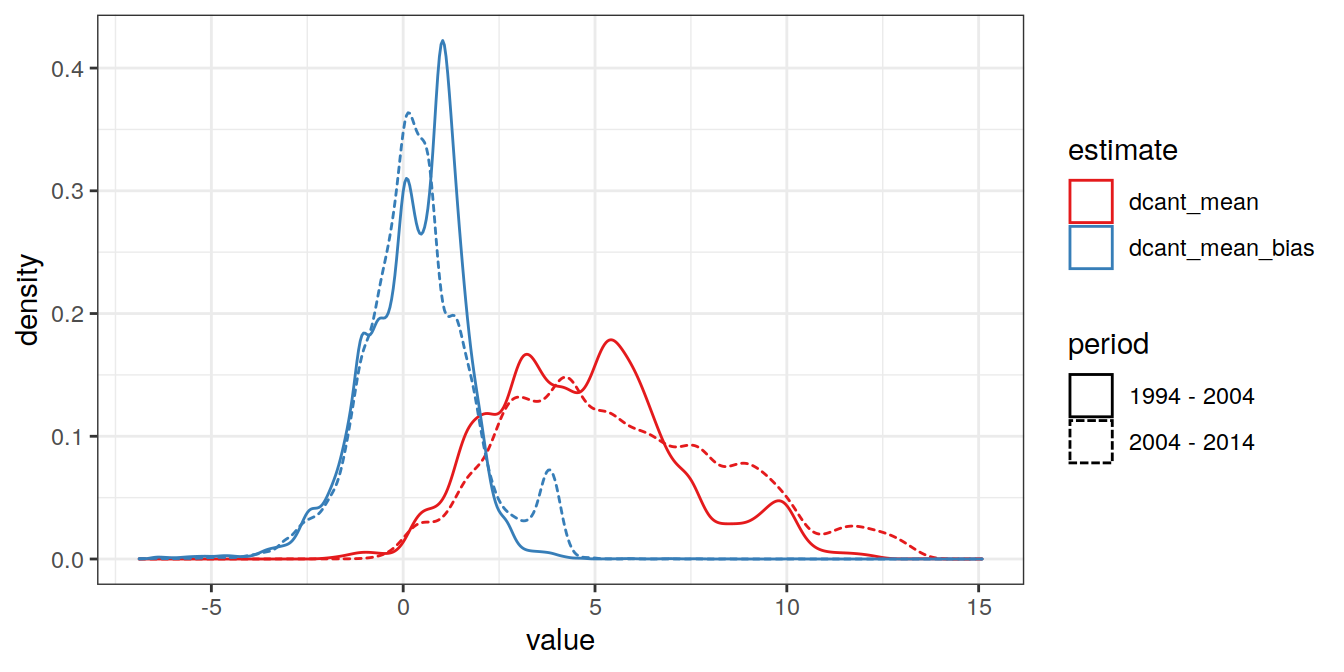 0.4
0.3
0.2
0.1
0.0
density
-5
0
5
10
15
value
estimate
dcant_mean
dcant_mean_bias
period
1994 - 2004
2004 - 2014